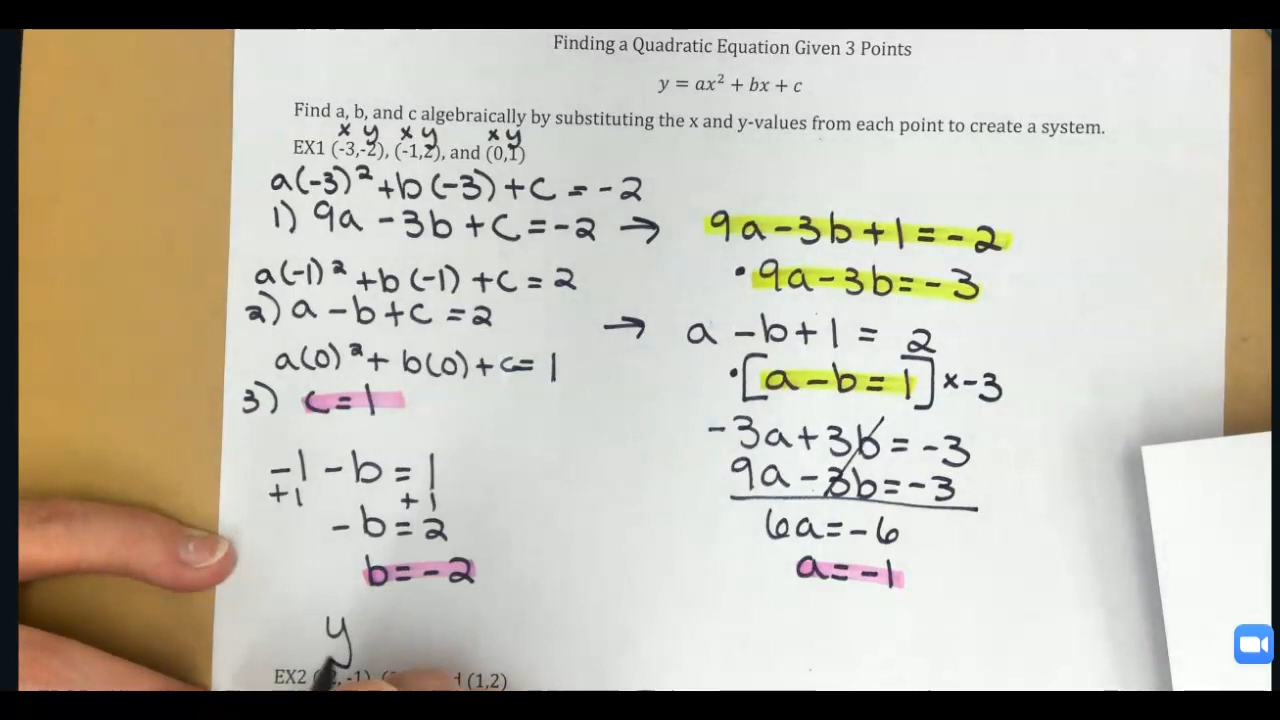 Finding a Quadratic Equation Given 3 Points
y = ax² + bx + c
Find a, b, and c algebraically by substituting the x and y-values from each point to create a system.
x y x y x y
EX1 (-3,-2), (-1,2), and (0,1)
a(-3)² + b(-3) + c = -2
1) 9a - 3b + c = -2 → 9a - 3b + 1 = -2
• 9a - 3b = -3
a(-1)² + b(-1) + c = 2
2) a - b + c = 2 → a - b + 1 = 2
a(0)² + b(0) + c = 1
• [a - b = 1] x -3
3) c = 1
-3a + 3b = -3
9a - 3b = -3
6a = -6
a = -1
-1 - b = 1
+1 +1
-b = 2
b = -2
y
EX2 -1), (1,2)